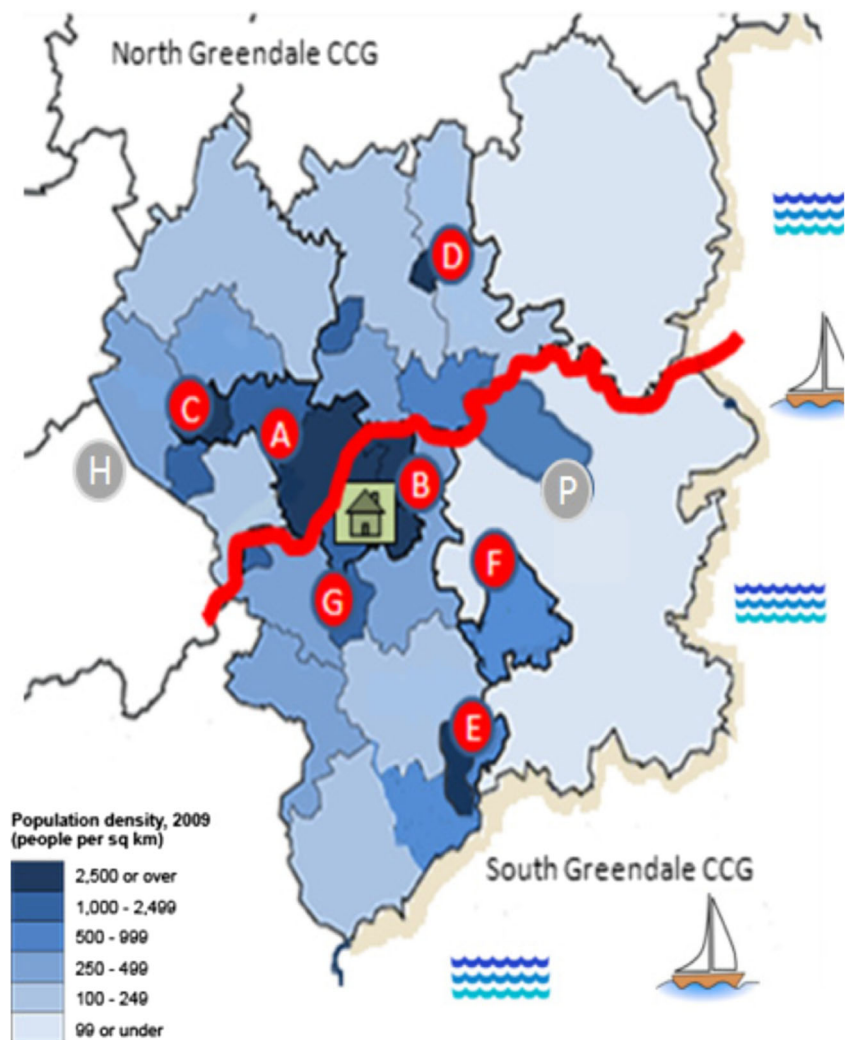 North Greendale CCG
D
C
A
H
B
P
F
G
E
Population density, 2009
(people per sq km)
2,500 or over
1,000 - 2,499
500 - 999
250 - 499
100 - 249
99 or under
South Greendale CCG